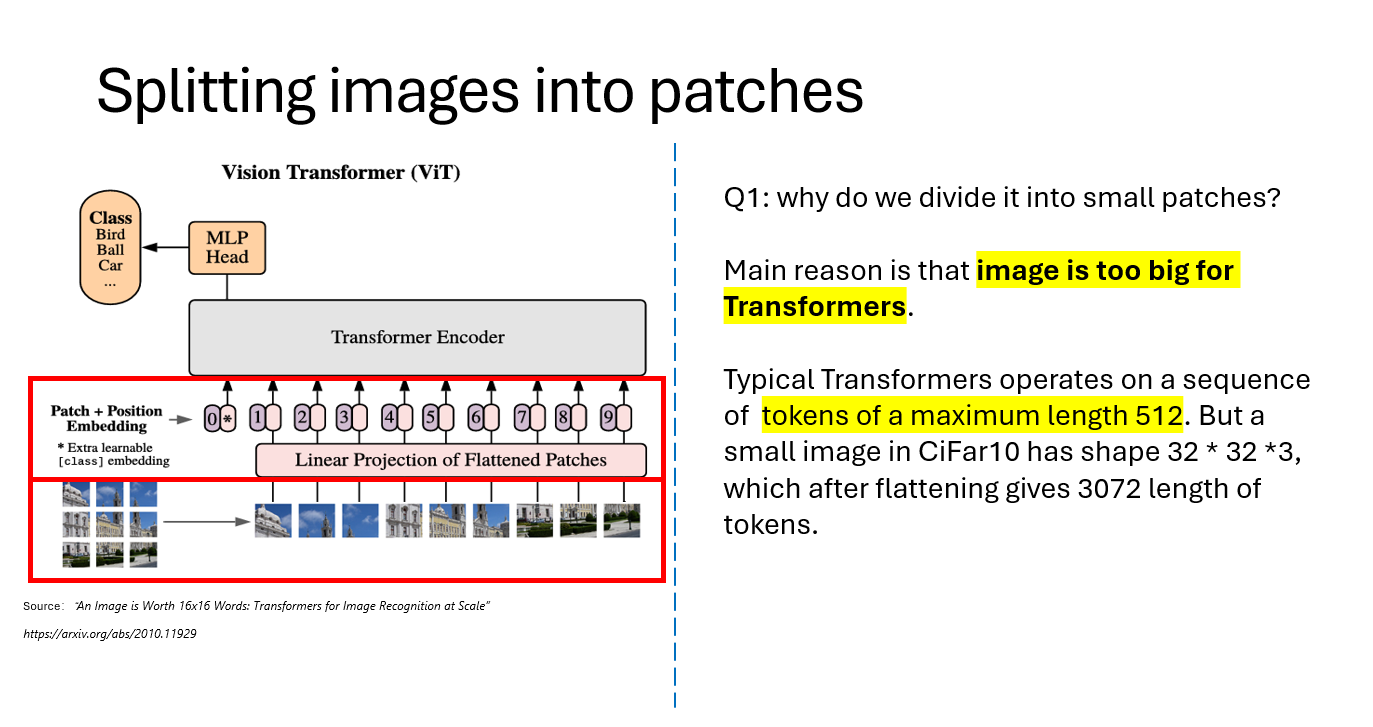 Splitting images into patches
Vision Transformer (ViT)
Class
Bird
Ball
Car
...
MLP
Head
Transformer Encoder
Patch + Position
Embedding
* Extra learnable
[class] embedding
0 * 1 2 3 4 5 6 7 8 9
Linear Projection of Flattened Patches
Source: "An Image is Worth 16x16 Words: Transformers for Image Recognition at Scale"
https://arxiv.org/abs/2010.11929
Q1: why do we divide it into small patches?
Main reason is that image is too big for
Transformers.
Typical Transformers operates on a sequence
of tokens of a maximum length 512. But a
small image in CiFar10 has shape 32 * 32 *3,
which after flattening gives 3072 length of
tokens.